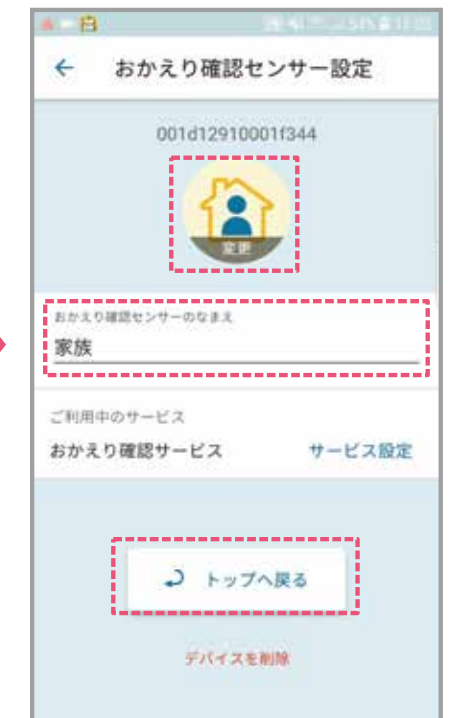 おかえり確認センサー設定
001d12910001f344
変更
おかえり確認センサーのなまえ
家族
ご利用中のサービス
おかえり確認サービス サービス設定
トップへ戻る
デバイスを削除